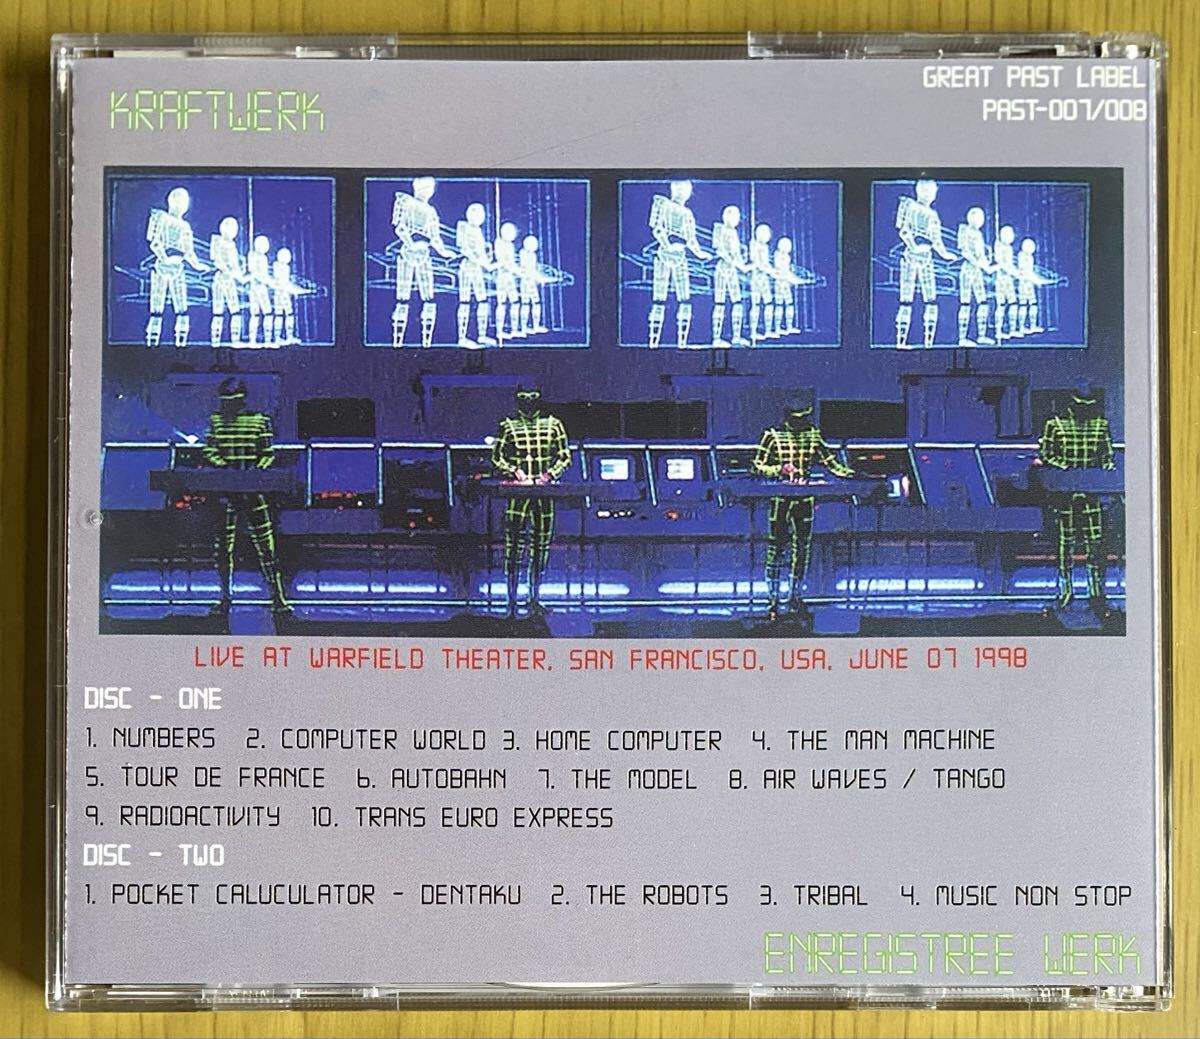 KRAFTWERK
GREAT PAST LABEL
PAST-007/008
LIVE AT WARFIELD THEATER, SAN FRANCISCO, USA, JUNE 07 1998
DISC - ONE
1. NUMBERS 2. COMPUTER WORLD 3. HOME COMPUTER 4. THE MAN MACHINE
5. TOUR DE FRANCE 6. AUTOBAHN 7. THE MODEL 8. AIR WAVES / TANGO
9. RADIOACTIVITY 10. TRANS EURO EXPRESS
DISC - TWO
1. POCKET CALUCULATOR - DENTAKU 2. THE ROBOTS 3. TRIBAL 4. MUSIC NON STOP
ENREGISTREE WERK